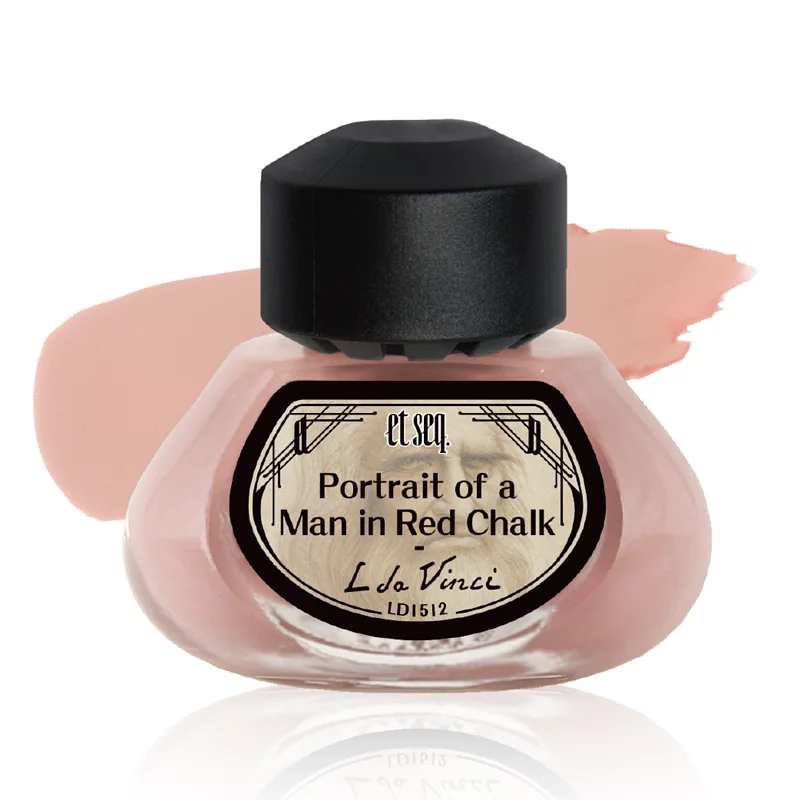 et seq.
Portrait of a
Man in Red Chalk
-
L da Vinci
LD1512